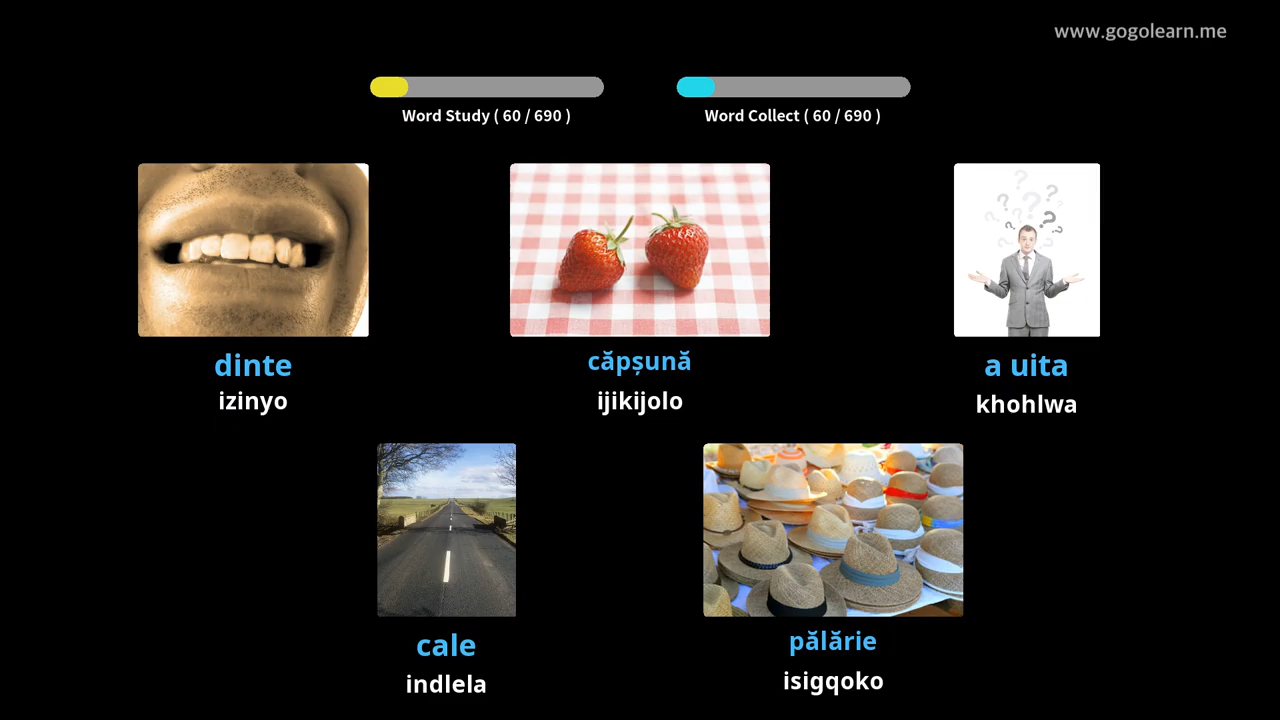 www.gogolearn.me
Word Study ( 60 / 690 )
Word Collect ( 60 / 690 )
dinte
izinyo
căpșună
ijikijolo
a uita
khohlwa
cale
indlela
pălărie
isigqoko